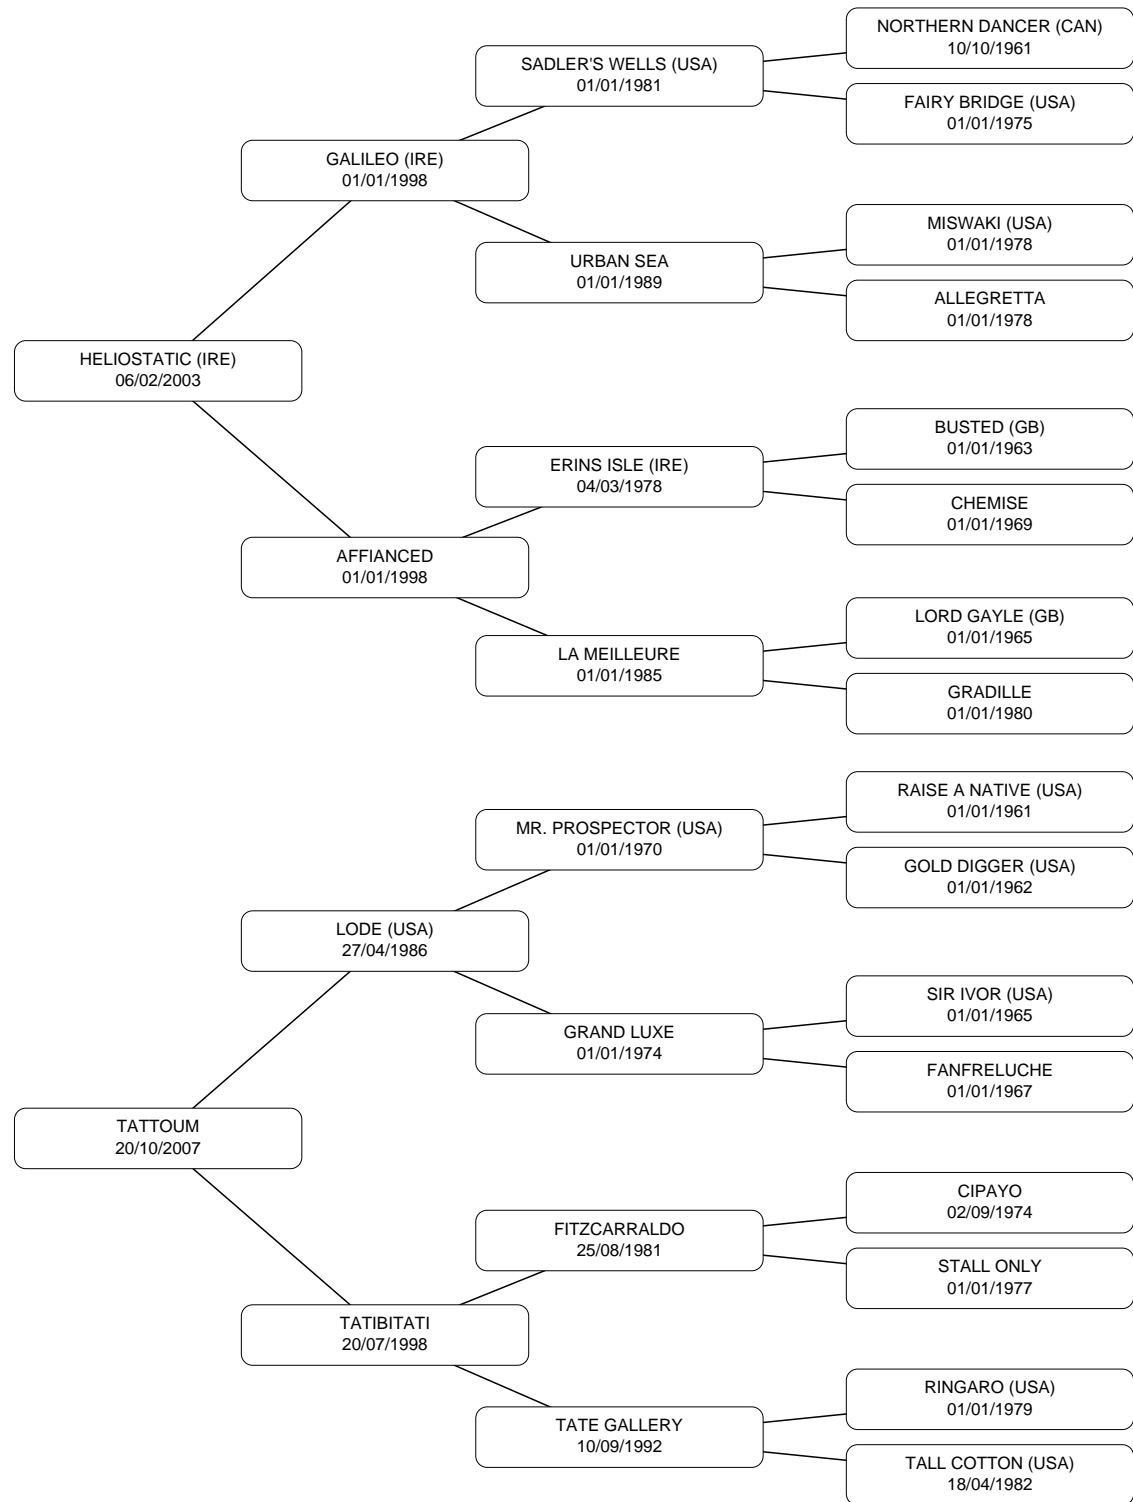 NORTHERN DANCER (CAN)
10/10/1961
SADLER'S WELLS (USA)
01/01/1981
FAIRY BRIDGE (USA)
01/01/1975
GALILEO (IRE)
01/01/1998
MISWAKI (USA)
01/01/1978
URBAN SEA
01/01/1989
ALLEGRETTA
01/01/1978
HELIOSTATIC (IRE)
06/02/2003
BUSTED (GB)
01/01/1963
ERINS ISLE (IRE)
04/03/1978
CHEMISE
01/01/1969
AFFIANCED
01/01/1998
LORD GAYLE (GB)
01/01/1965
LA MEILLEURE
01/01/1985
GRADILLE
01/01/1980
RAISE A NATIVE (USA)
01/01/1961
MR. PROSPECTOR (USA)
01/01/1970
GOLD DIGGER (USA)
01/01/1962
LODE (USA)
27/04/1986
SIR IVOR (USA)
01/01/1965
GRAND LUXE
01/01/1974
FANFRELUCHE
01/01/1967
TATTOUM
20/10/2007
CIPAYO
02/09/1974
FITZCARRALDO
25/08/1981
STALL ONLY
01/01/1977
TATIBITATI
20/07/1998
RINGARO (USA)
01/01/1979
TATE GALLERY
10/09/1992
TALL COTTON (USA)
18/04/1982